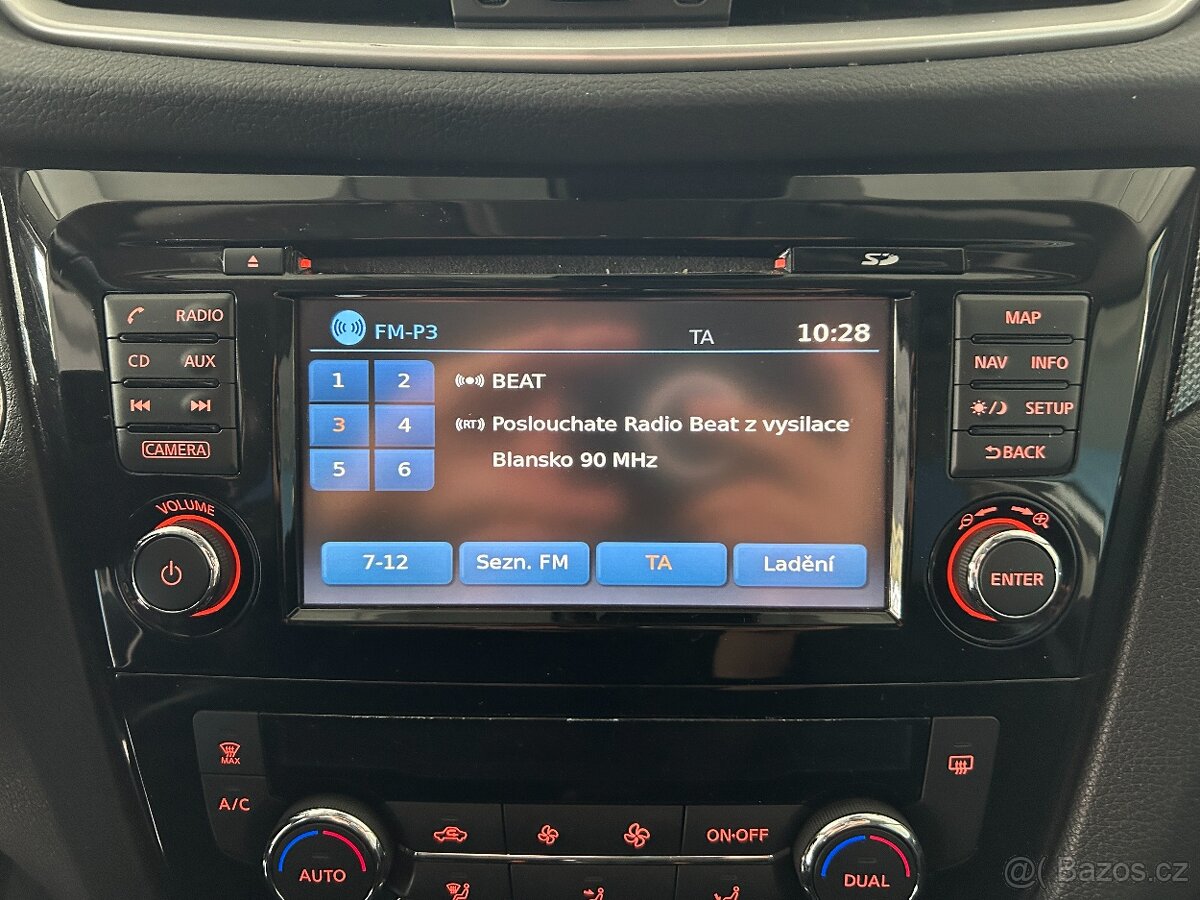 SD
RADIO
CD AUX
CAMERA
VOLUME
FM-P3 TA 10:28
1 2
3 4
5 6
BEAT
(RT) Poslouchate Radio Beat z vysilace
Blansko 90 MHz
7-12 Sezn. FM TA Ladění
MAP
NAV INFO
SETUP
BACK
ENTER
MAX
A/C
AUTO
ON·OFF
DUAL
@( Bazos.cz